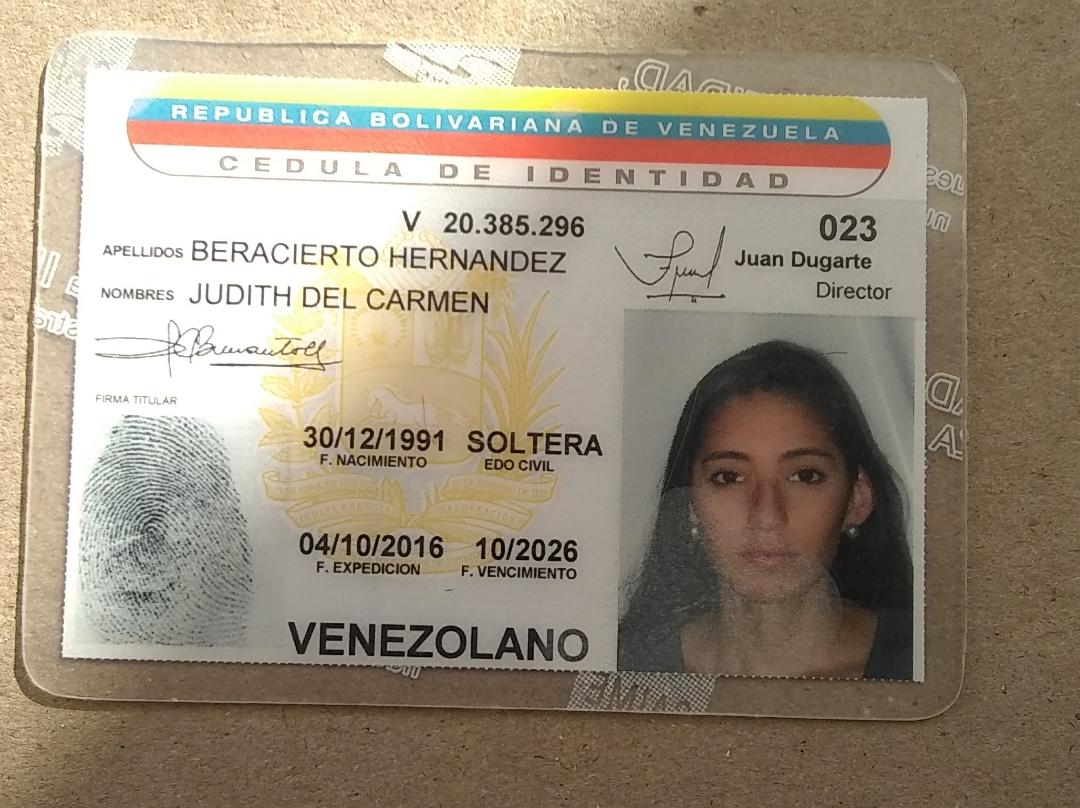 REPUBLICA BOLIVARIANA DE VENEZUELA
CEDULA DE IDENTIDAD
V 20.385.296
023
APELLIDOS BERACIERTO HERNANDEZ
Juan Dugarte
Director
NOMBRES JUDITH DEL CARMEN
FIRMA TITULAR
30/12/1991 SOLTERA
F. NACIMIENTO EDO CIVIL
04/10/2016 10/2026
F. EXPEDICION F. VENCIMIENTO
VENEZOLANO